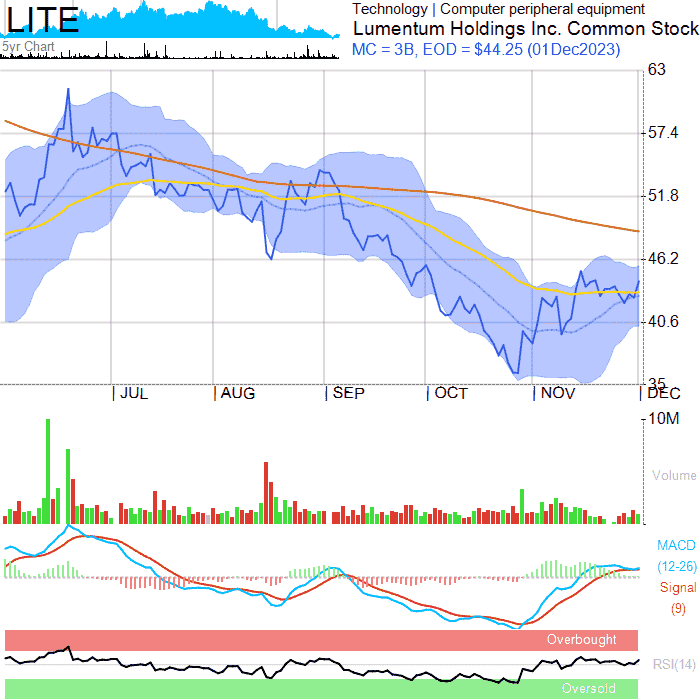 LITE
5yr Chart
Technology | Computer peripheral equipment
Lumentum Holdings Inc. Common Stock
MC = 3B, EOD = $44.25 (01Dec2023)
63
57.4
51.8
46.2
40.6
35
JUL
AUG
SEP
OCT
NOV
DEC
10M
Volume
MACD
(12-26)
Signal
(9)
Overbought
RSI(14)
Oversold